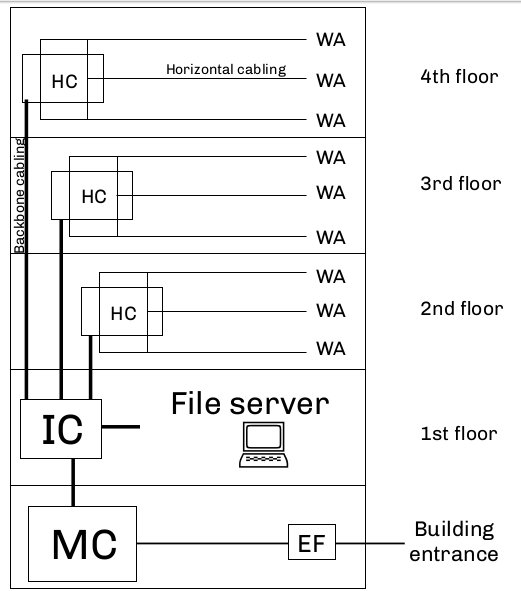 WA
Horizontal cabling
HC
WA
4th floor
WA
Backbone cabling
WA
HC
WA
3rd floor
WA
WA
HC
WA
2nd floor
WA
File server
IC
1st floor
MC
EF
Building
entrance